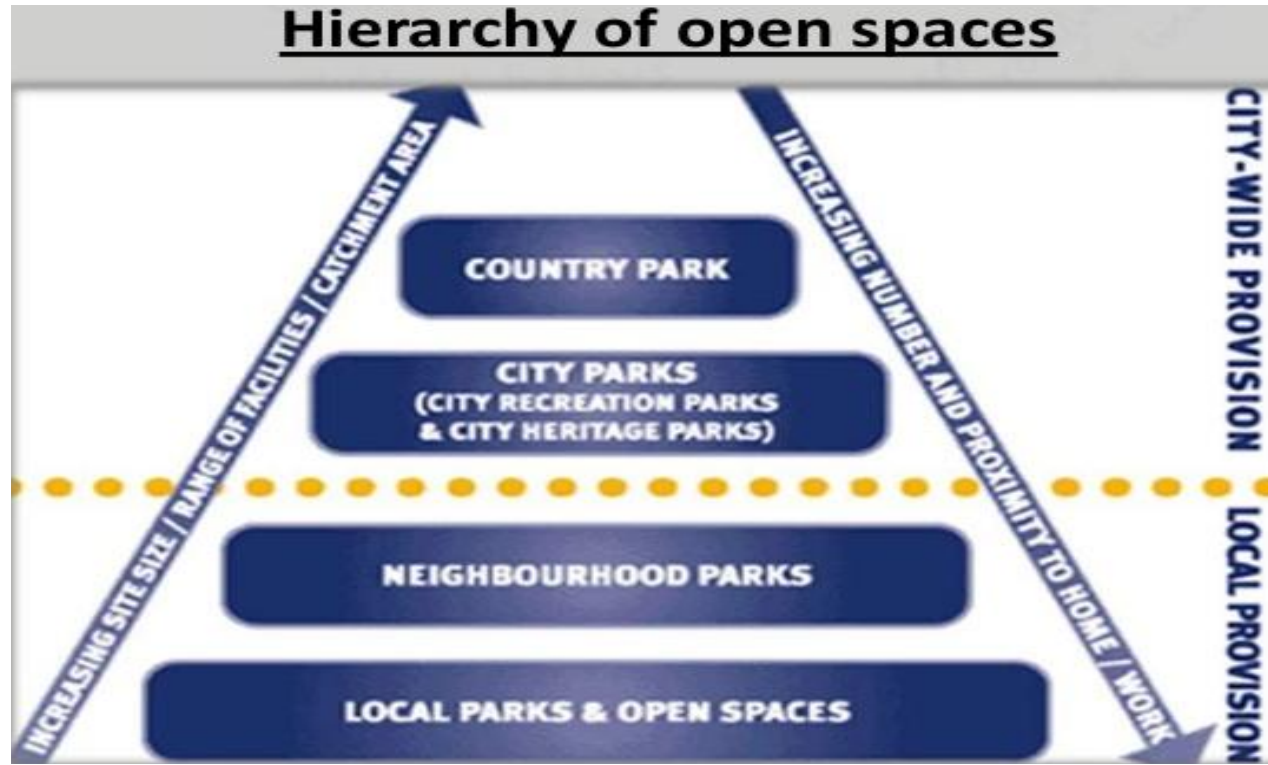 Hierarchy of open spaces
INCREASING SITE SIZE / RANGE OF FACILITIES / CATCHMENT AREA
INCREASING NUMBER AND PROXIMITY TO HOME / WORK
CITY-WIDE PROVISION
COUNTRY PARK
CITY PARKS
(CITY RECREATION PARKS
& CITY HERITAGE PARKS)
NEIGHBOURHOOD PARKS
LOCAL PARKS & OPEN SPACES
LOCAL PROVISION